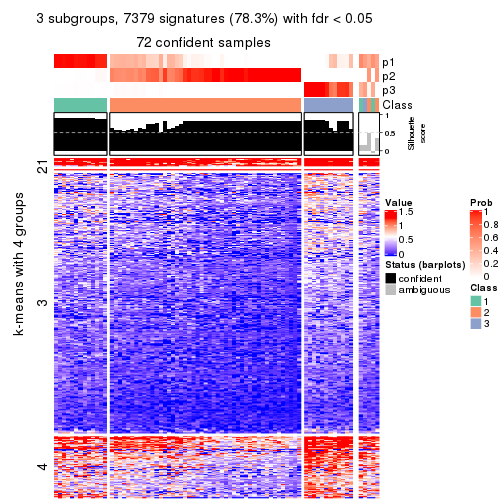 3 subgroups, 7379 signatures (78.3%) with fdr < 0.05
72 confident samples
p1
p2
p3
Class
1
0.5
0
Silhouette
score
k-means with 4 groups
2
1
3
4
Value
1.5
1
0.5
0
Status (barplots)
confident
ambiguous
Prob
1
0.8
0.6
0.4
0.2
0
Class
1
2
3